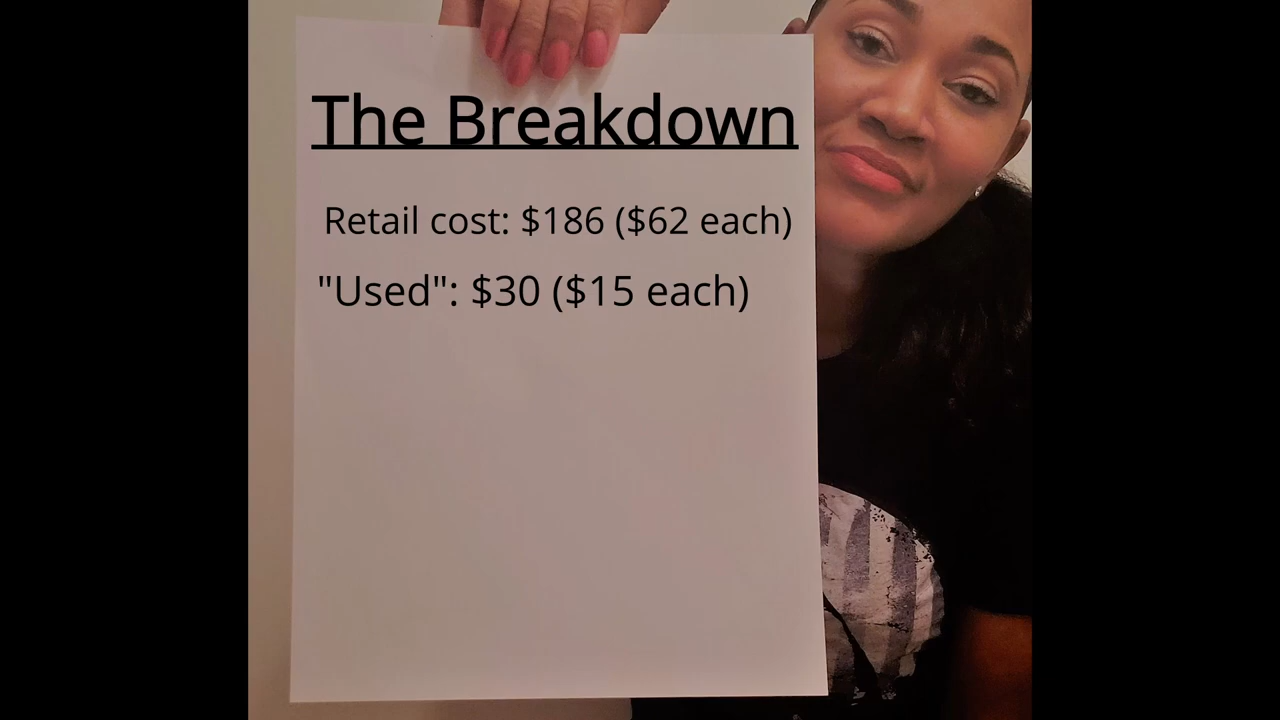 The Breakdown
Retail cost: $186 ($62 each)
"Used": $30 ($15 each)